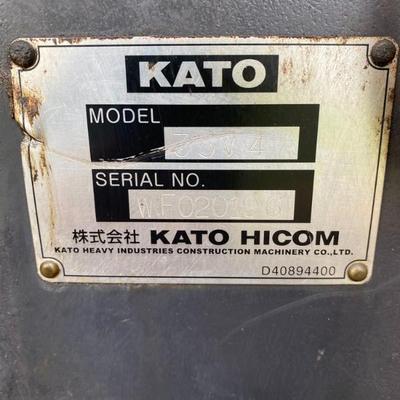 KATO
MODEL
SERIAL NO.
株式会社 KATO HICOM
KATO HEAVY INDUSTRIES CONSTRUCTION MACHINERY CO.,LTD.
D40894400